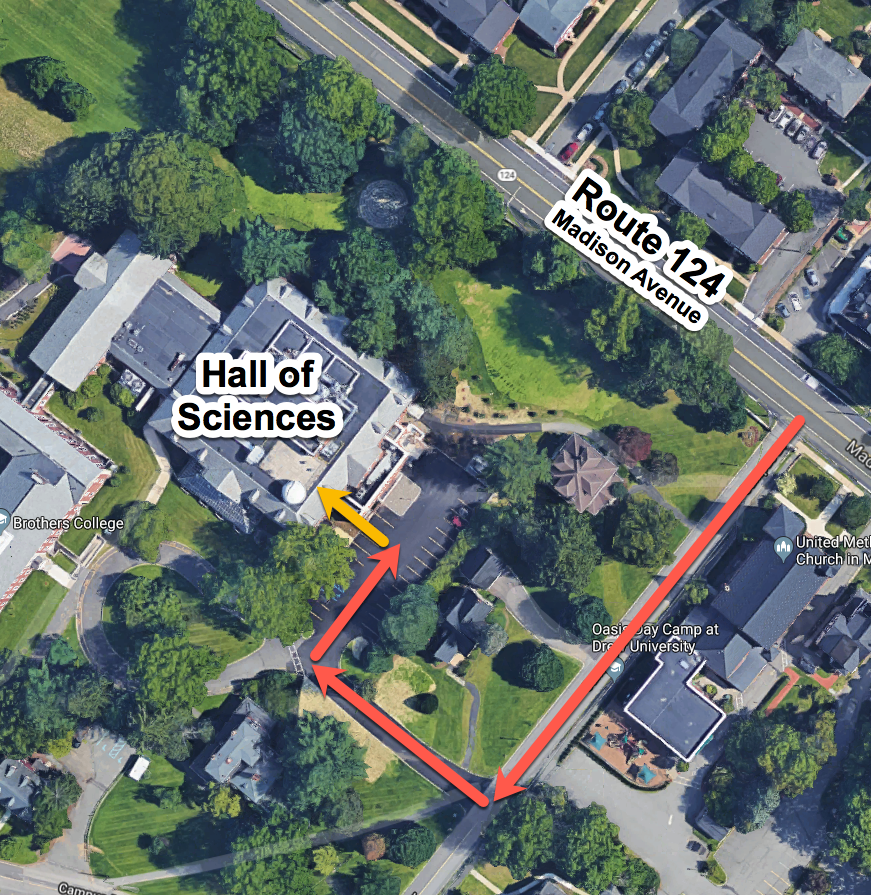 124
Route 124
Madison Avenue
Hall of
Sciences
Brothers College
United Met
Church in M
Oasis Day Camp at
Drew University
Mad
Camp